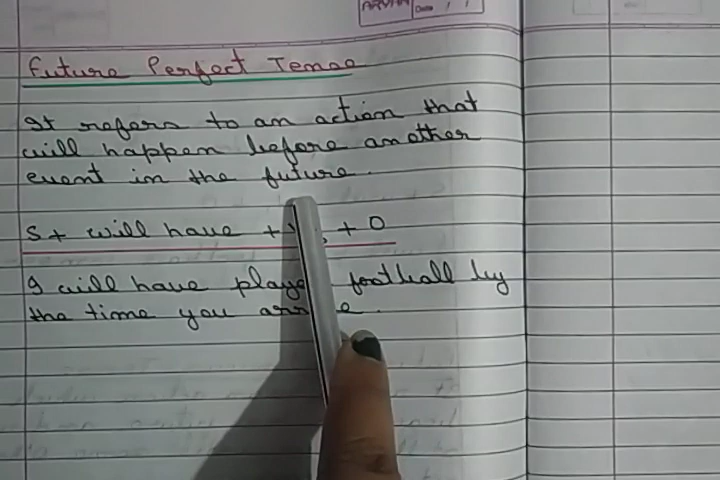 Future Perfect Tense
It refers to an action that
will happen before another
event in the future.
S + will have + + O
I will have football by
the time you